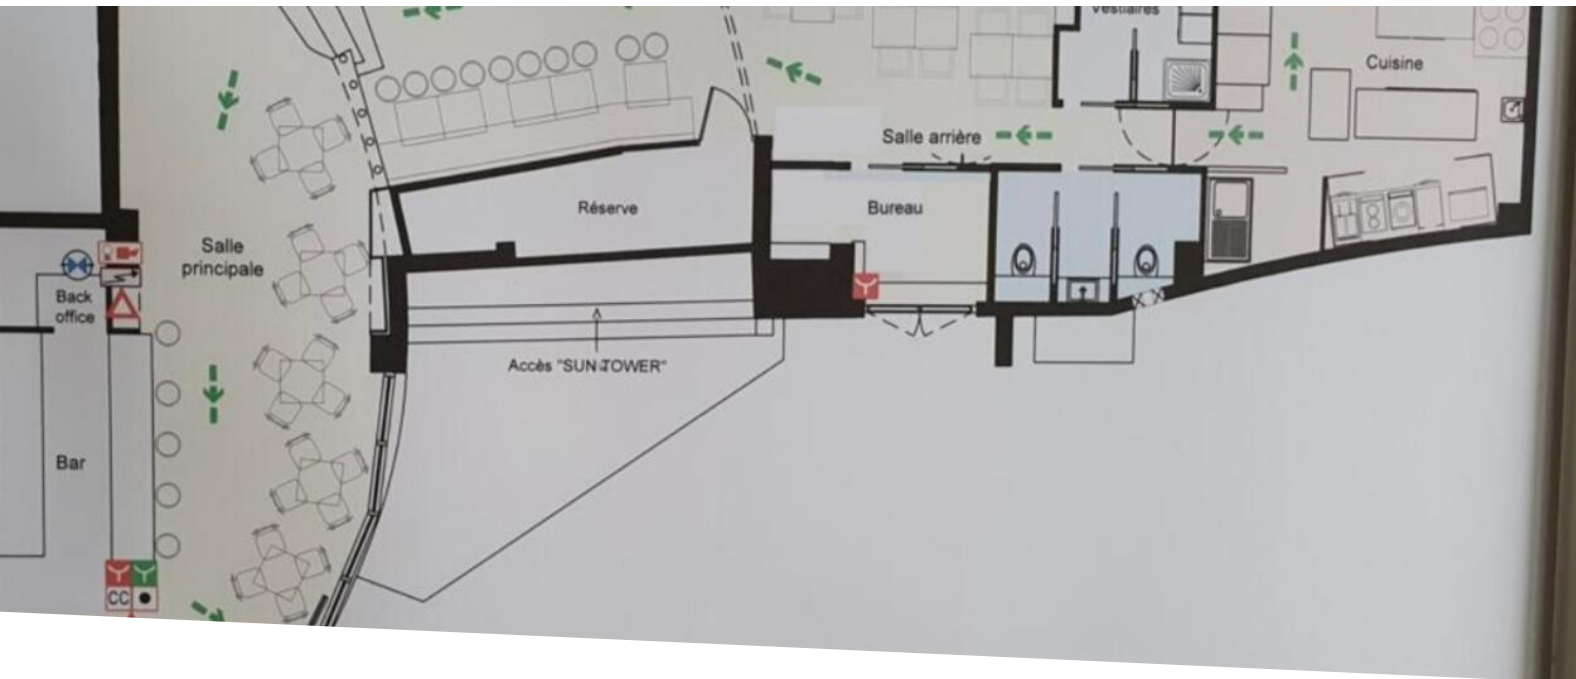 Vestiaires
Cuisine
Salle arrière
Réserve
Bureau
Salle
principale
Back
office
Accès "SUN TOWER"
Bar
CC